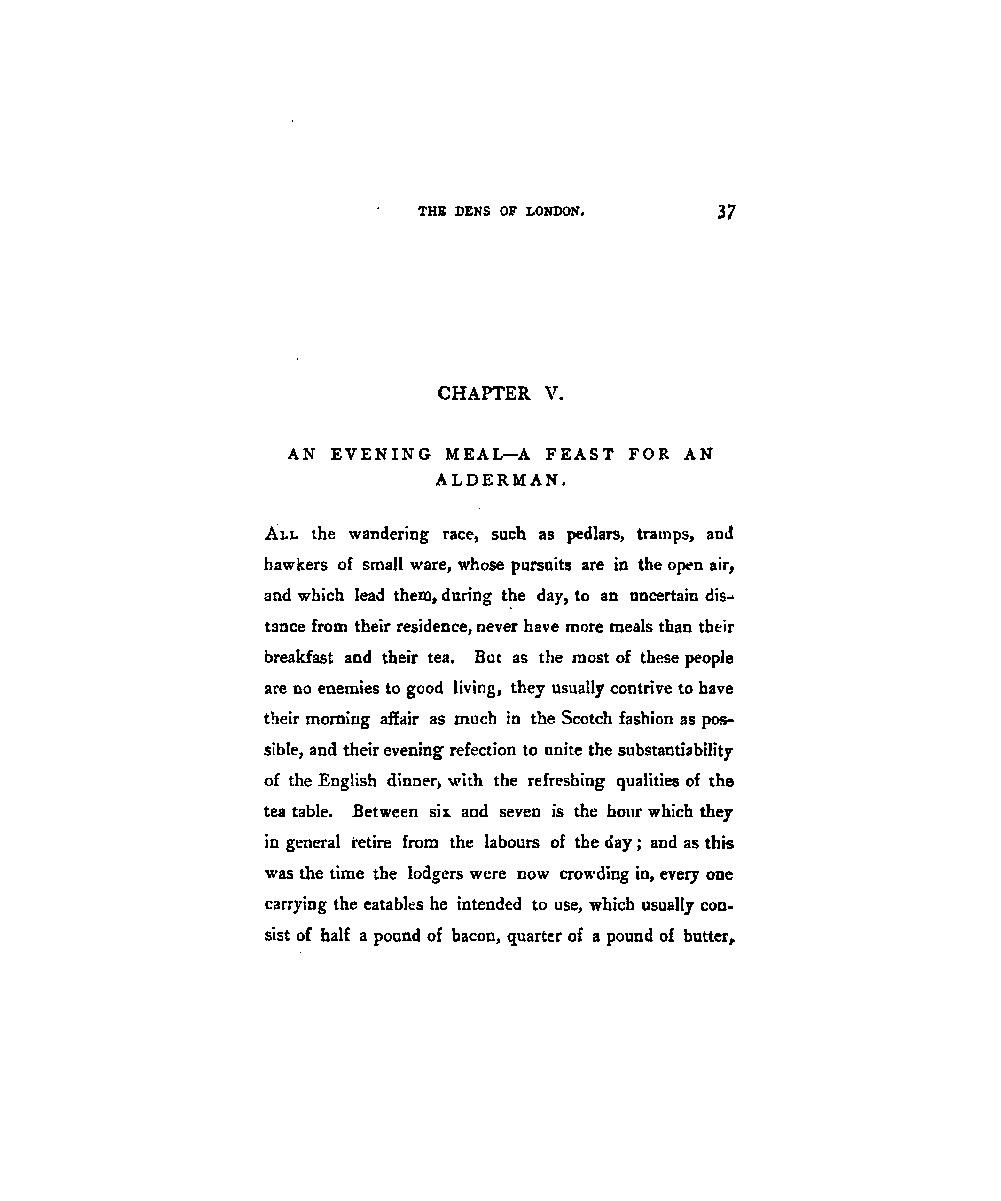 THE DENS OF LONDON. 37
CHAPTER V.
AN EVENING MEAL—A FEAST FOR AN
ALDERMAN.
ALL the wandering race, such as pedlars, tramps, and
hawkers of small ware, whose pursuits are in the open air,
and which lead them, during the day, to an uncertain dis-
tance from their residence, never have more meals than their
breakfast and their tea. But as the most of these people
are no enemies to good living, they usually contrive to have
their morning affair as much in the Scotch fashion as pos-
sible, and their evening refection to unite the substantiability
of the English dinner, with the refreshing qualities of the
tea table. Between six and seven is the hour which they
in general retire from the labours of the day; and as this
was the time the lodgers were now crowding in, every one
carrying the eatables he intended to use, which usually con-
sist of half a pound of bacon, quarter of a pound of butter,